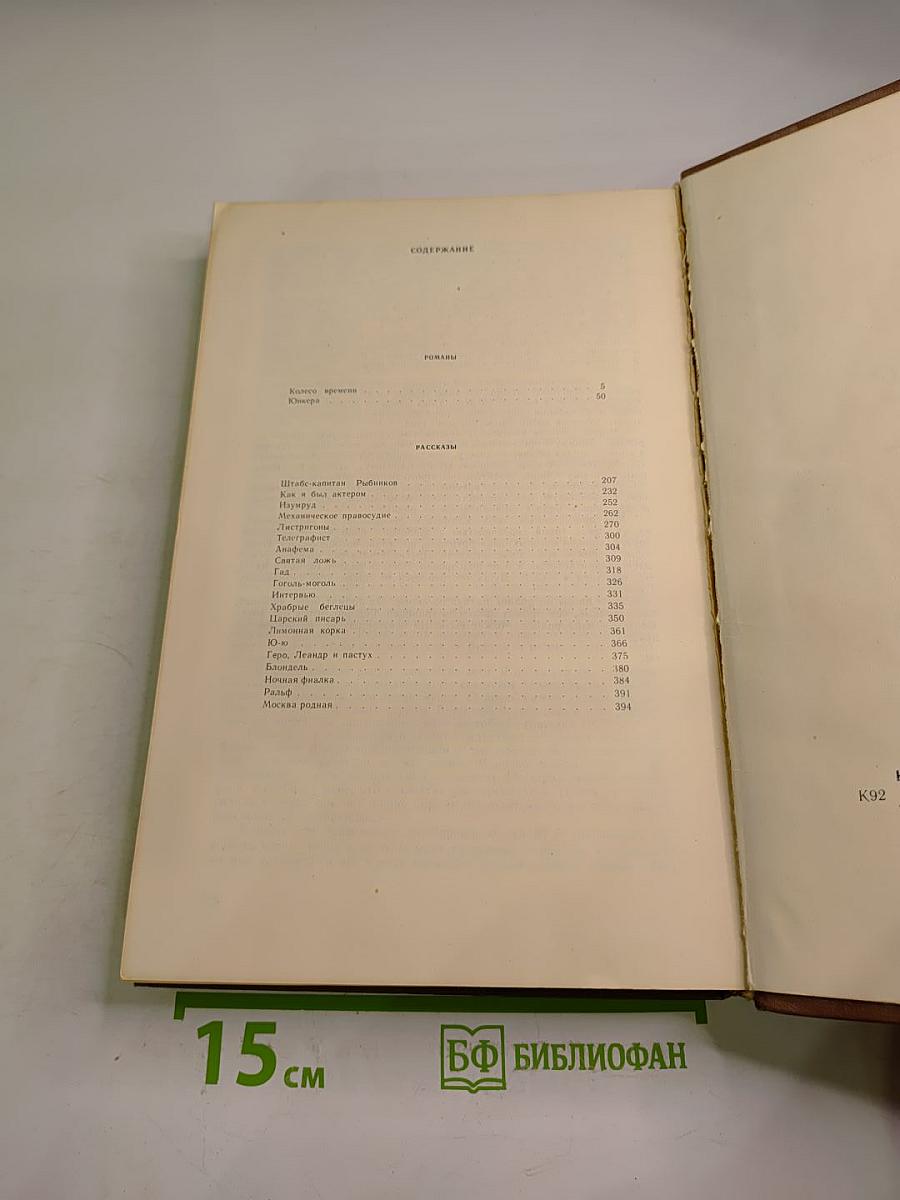 СОДЕРЖАНИЕ
РОМАНЫ
Колесо времени 5
Юнкера 50
РАССКАЗЫ
Штабс-капитан Рыбников 207
Как я был актером 232
Изумруд 252
Механическое правосудие 262
Листригоны 270
Телеграфист 300
Анафема 304
Святая ложь 309
Гад 318
Гоголь-моголь 326
Интервью 331
Храбрые беглецы 335
Царский писарь 350
Лимонная корка 361
Ю-ю 366
Геро, Леандр и пастух 375
Блондель 380
Ночная фиалка 384
Ральф 391
Москва родная 394
К92
15 см
БФ БИБЛИОФАН